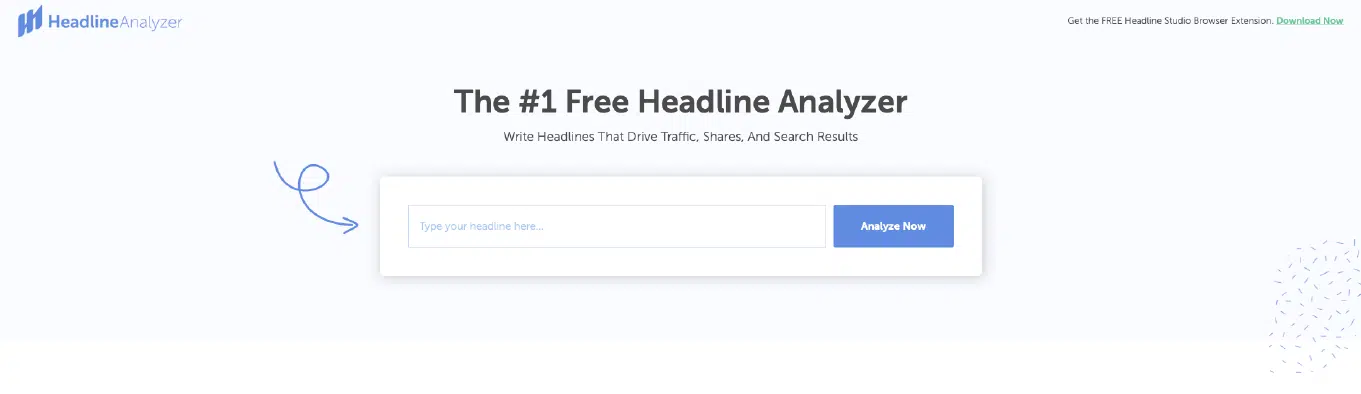 HeadlineAnalyzer
Get the FREE Headline Studio Browser Extension. Download Now
The #1 Free Headline Analyzer
Write Headlines That Drive Traffic, Shares, And Search Results
Type your headline here...
Analyze Now